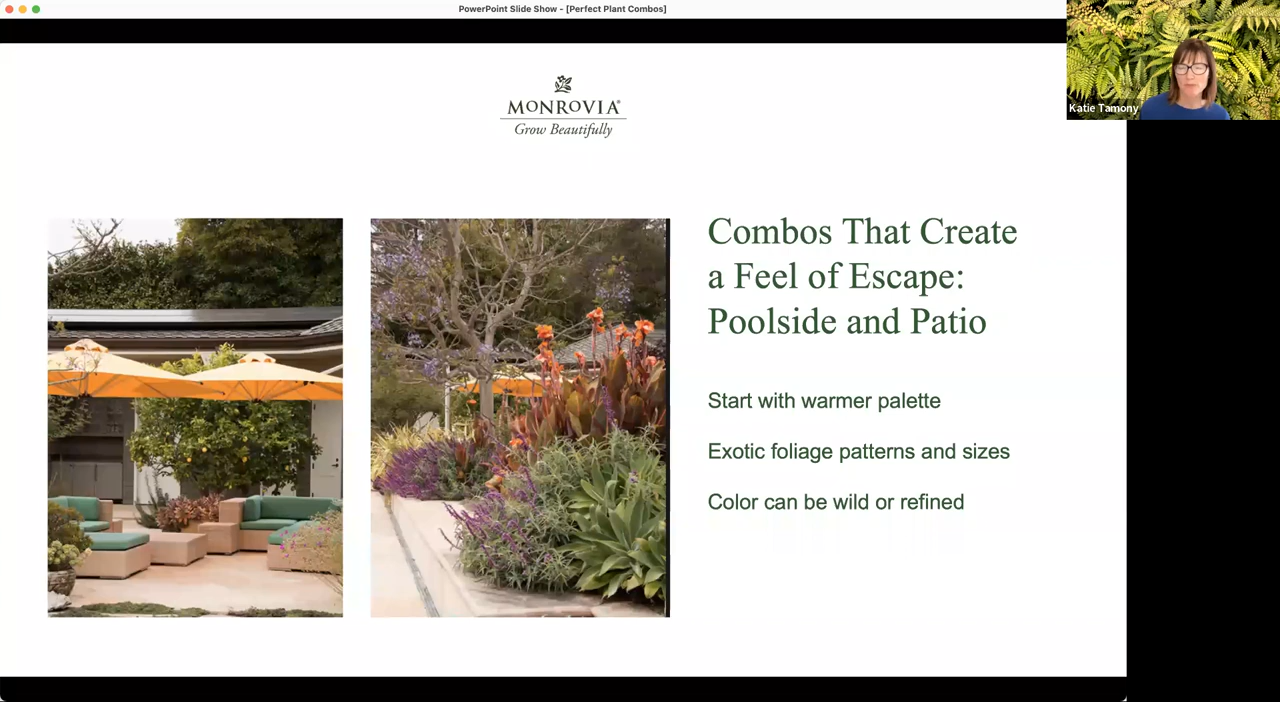 PowerPoint Slide Show - [Perfect Plant Combos]
Katie Tamony
MONROVIA®
Grow Beautifully
Combos That Create
a Feel of Escape:
Poolside and Patio
Start with warmer palette
Exotic foliage patterns and sizes
Color can be wild or refined